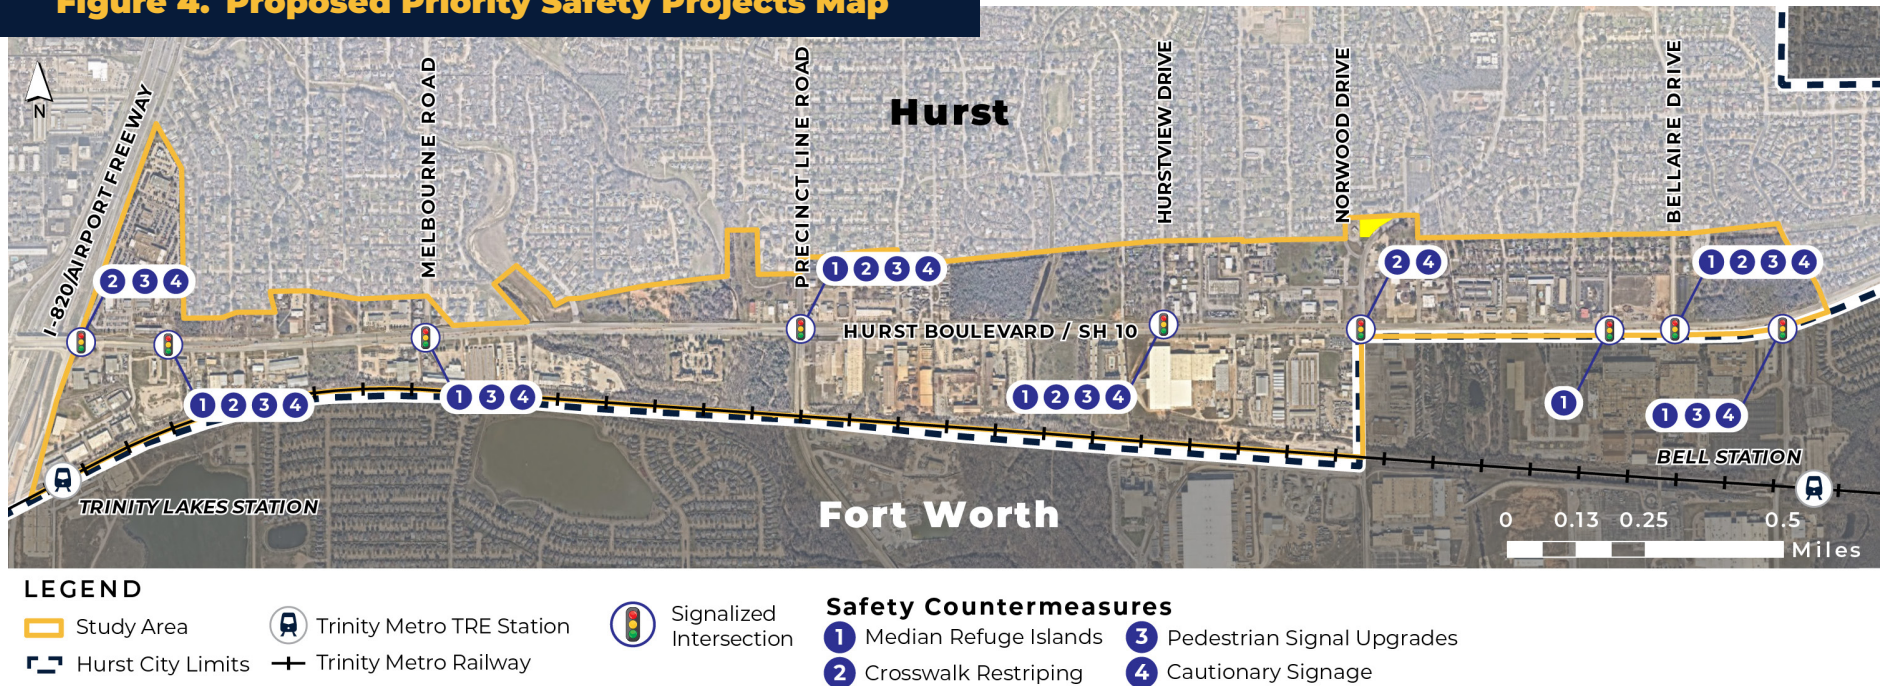 Figure 4. Proposed Priority Safety Projects Map
N
I-820/AIRPORT FREEWAY
MELBOURNE ROAD
PRECINCT LINE ROAD
HURSTVIEW DRIVE
NORWOOD DRIVE
BELLAIRE DRIVE
Hurst
2 3 4
1 2 3 4
2 4
1 2 3 4
HURST BOULEVARD / SH 10
1 2 3 4
1 3 4
1 2 3 4
1
1 3 4
BELL STATION
TRINITY LAKES STATION
Fort Worth
0 0.13 0.25 0.5
Miles
LEGEND
Study Area
Hurst City Limits
Trinity Metro TRE Station
Trinity Metro Railway
Signalized
Intersection
Safety Countermeasures
1 Median Refuge Islands
2 Crosswalk Restriping
3 Pedestrian Signal Upgrades
4 Cautionary Signage